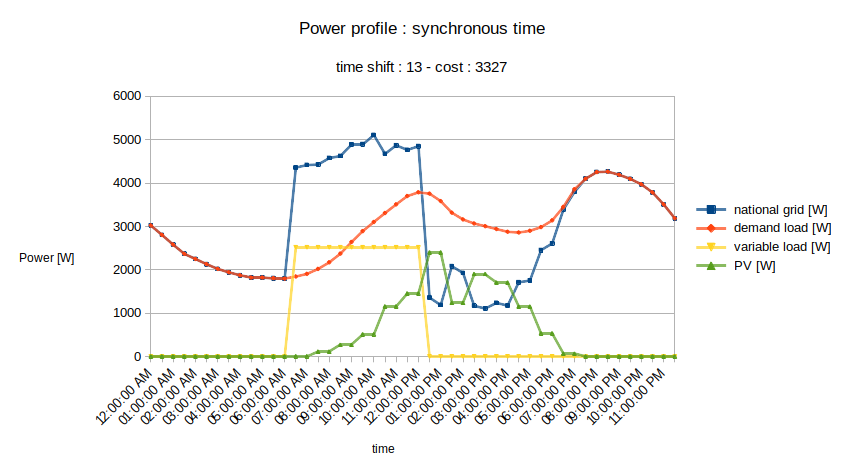 Power profile : synchronous time
time shift : 13 - cost : 3327
6000
5000
4000
3000
2000
1000
0
Power [W]
national grid [W]
demand load [W]
variable load [W]
PV [W]
12:00:00 AM
01:00:00 AM
02:00:00 AM
03:00:00 AM
04:00:00 AM
05:00:00 AM
06:00:00 AM
07:00:00 AM
08:00:00 AM
09:00:00 AM
10:00:00 AM
11:00:00 AM
12:00:00 PM
01:00:00 PM
02:00:00 PM
03:00:00 PM
04:00:00 PM
05:00:00 PM
06:00:00 PM
07:00:00 PM
08:00:00 PM
09:00:00 PM
10:00:00 PM
11:00:00 PM
time